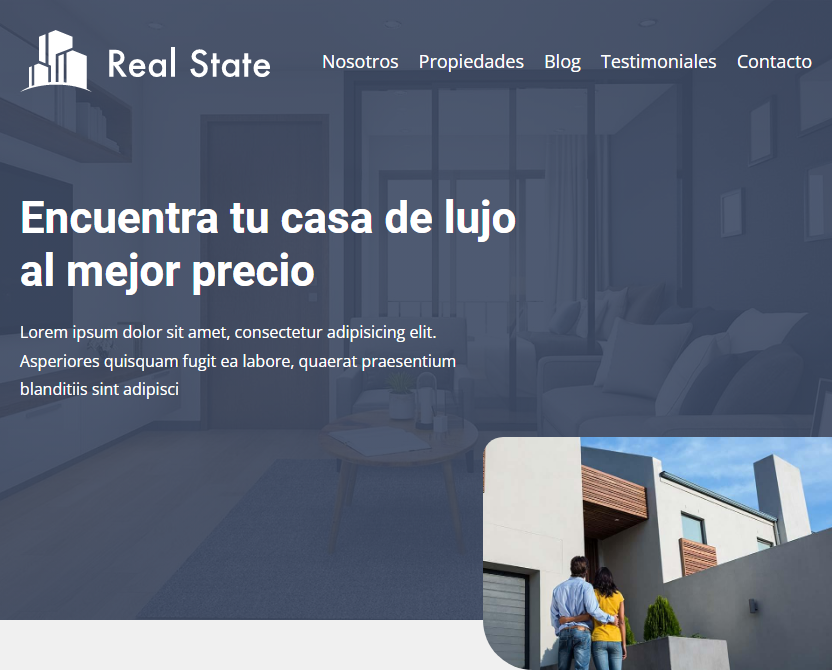 Real State
Nosotros Propiedades Blog Testimoniales Contacto
Encuentra tu casa de lujo
al mejor precio
Lorem ipsum dolor sit amet, consectetur adipisicing elit.
Asperiores quisquam fugit ea labore, quaerat praesentium
blanditiis sint adipisci